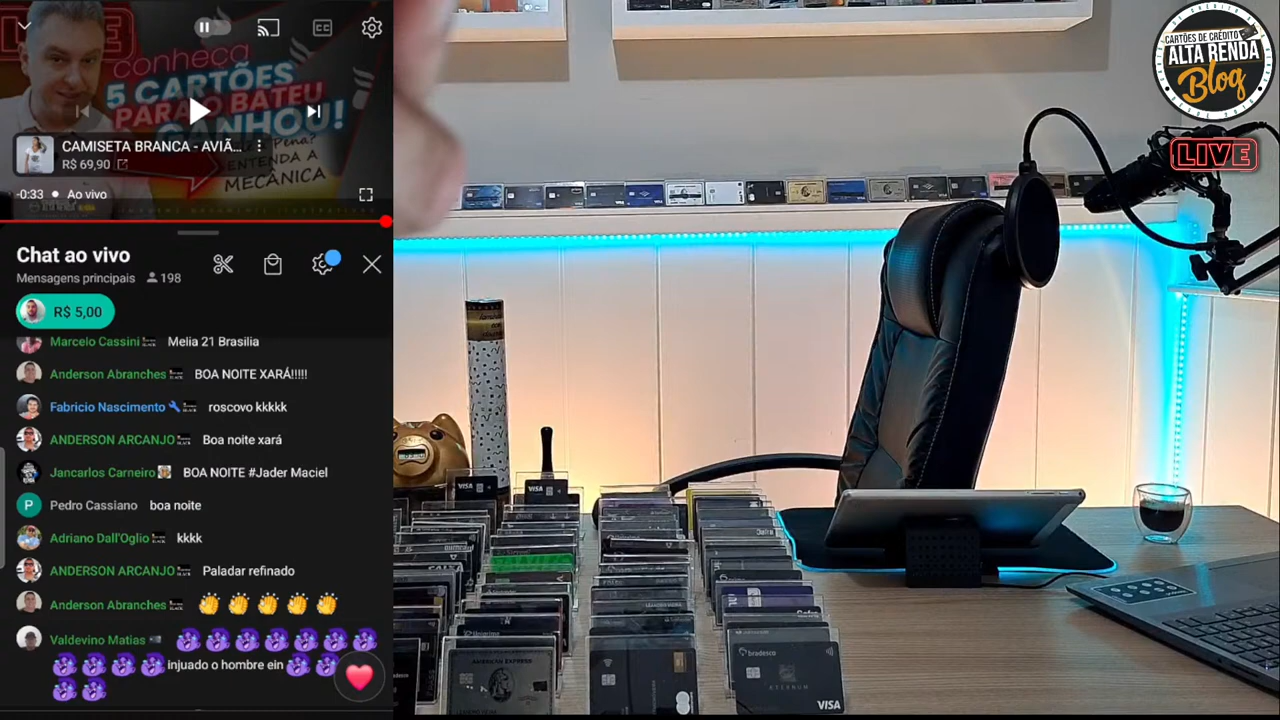 LIVE
Conheça
5 CARTÕES
PARA O BATEU
GANHOU!
CAMISETA BRANCA - AVIÃ...
R$ 69,90
ENTENDA A
MECÂNICA
-0:33 • Ao vivo
Chat ao vivo
Mensagens principais 198
R$ 5,00
Marcelo Cassini Melia 21 Brasilia
Anderson Abranches BOA NOITE XARÁ!!!!!
Fabricio Nascimento roscovo kkkkk
ANDERSON ARCANJO Boa noite xará
Jancarlos Carneiro BOA NOITE #Jader Maciel
P Pedro Cassiano boa noite
Adriano Dall'Oglio kkkk
ANDERSON ARCANJO Paladar refinado
Anderson Abranches 👏👏👏👏👏
Valdevino Matias
injuado o hombre ein
CARTÕES DE CRÉDITO
ALTA RENDA
Blog
LIVE
VISA
VISA
AMERICAN EXPRESS
bradesco
ETERNUM
VISA